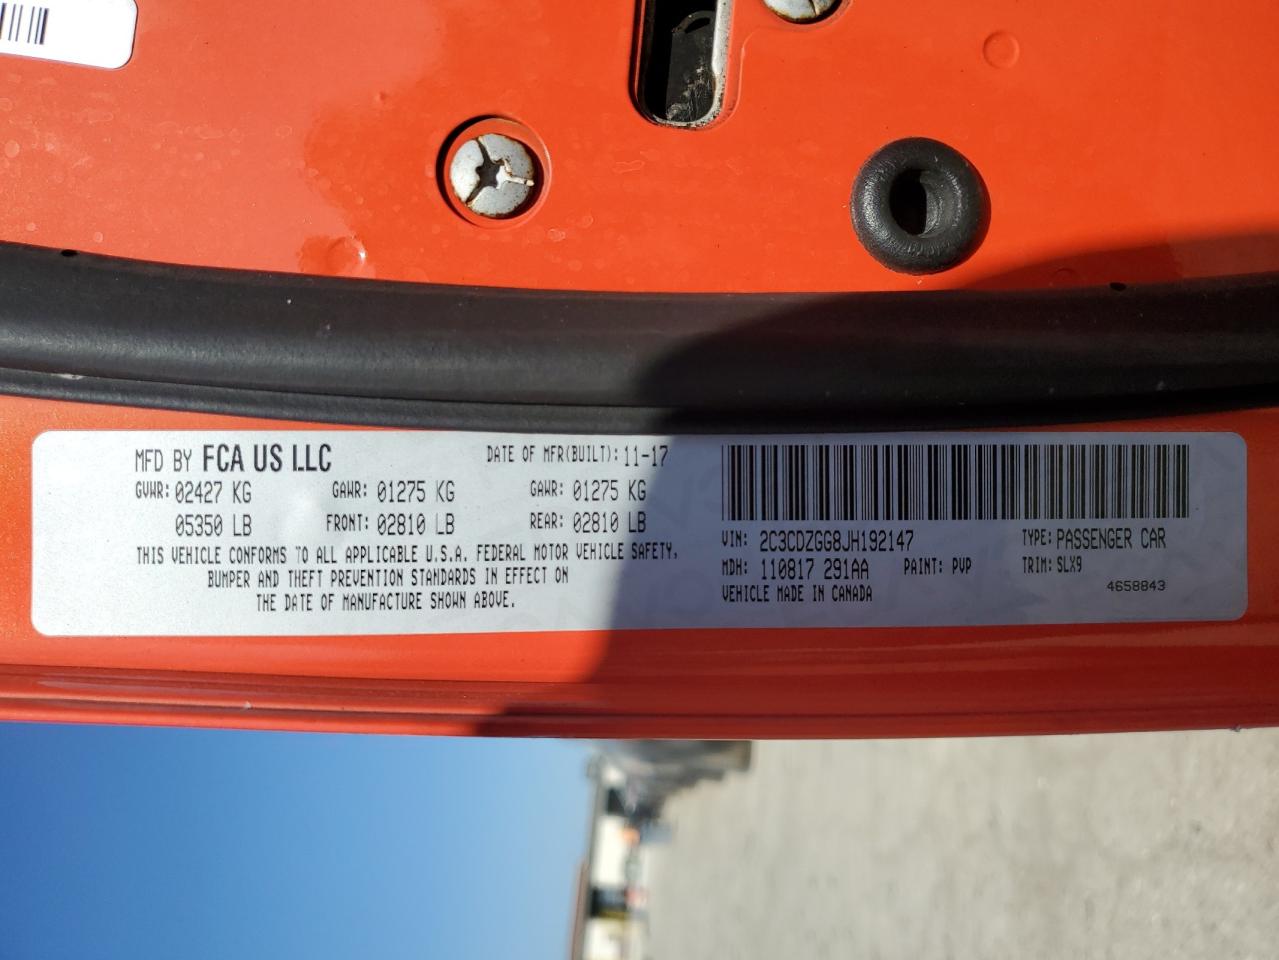 MFD BY FCA US LLC DATE OF MFR(BUILT): 11-17
GVWR: 02427 KG GAWR: 01275 KG GAWR: 01275 KG
05350 LB FRONT: 02810 LB REAR: 02810 LB
THIS VEHICLE CONFORMS TO ALL APPLICABLE U.S.A. FEDERAL MOTOR VEHICLE SAFETY,
BUMPER AND THEFT PREVENTION STANDARDS IN EFFECT ON
THE DATE OF MANUFACTURE SHOWN ABOVE.
VIN: 2C3CDZGG8JH192147 TYPE: PASSENGER CAR
MDH: 110817 291AA PAINT: PVP TRIM: SLX9
VEHICLE MADE IN CANADA 4658843